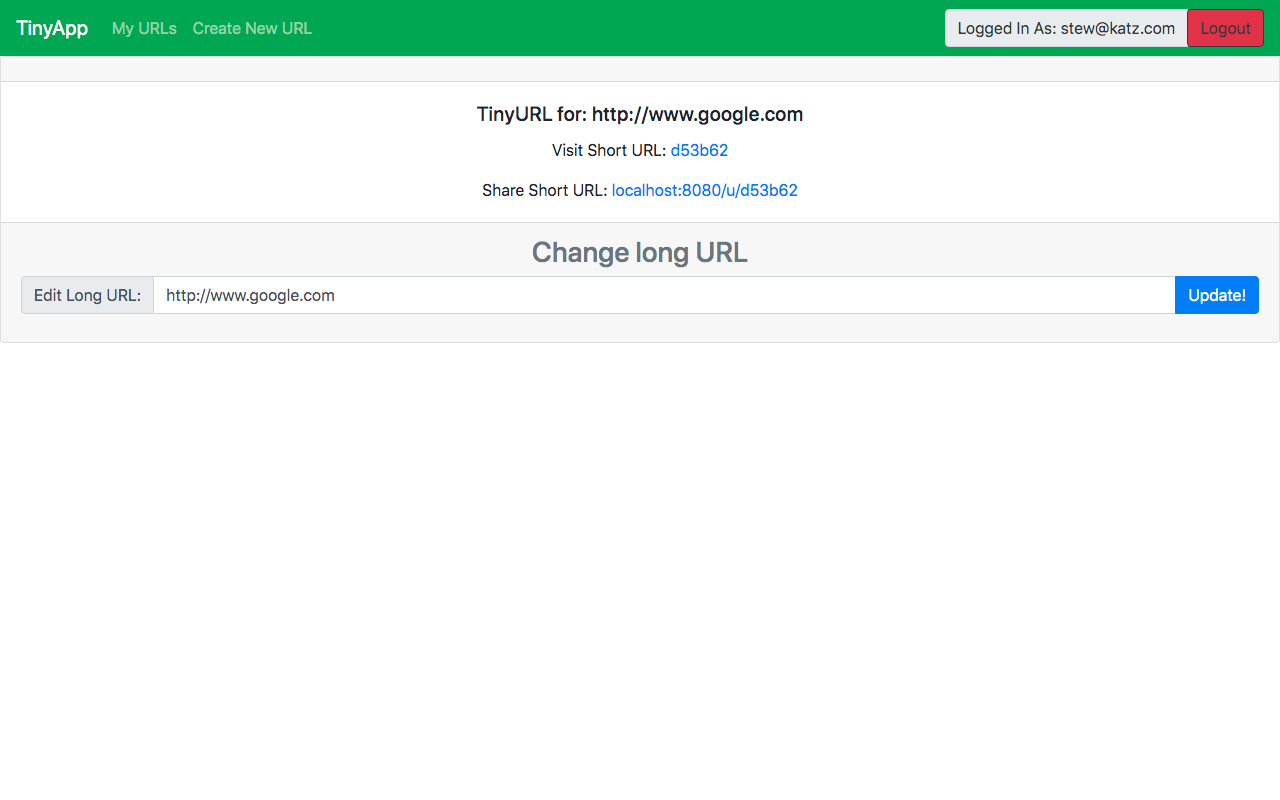 TinyApp My URLs Create New URL Logged In As: stew@katz.com Logout
TinyURL for: http://www.google.com
Visit Short URL: d53b62
Share Short URL: localhost:8080/u/d53b62
Change long URL
Edit Long URL: http://www.google.com Update!